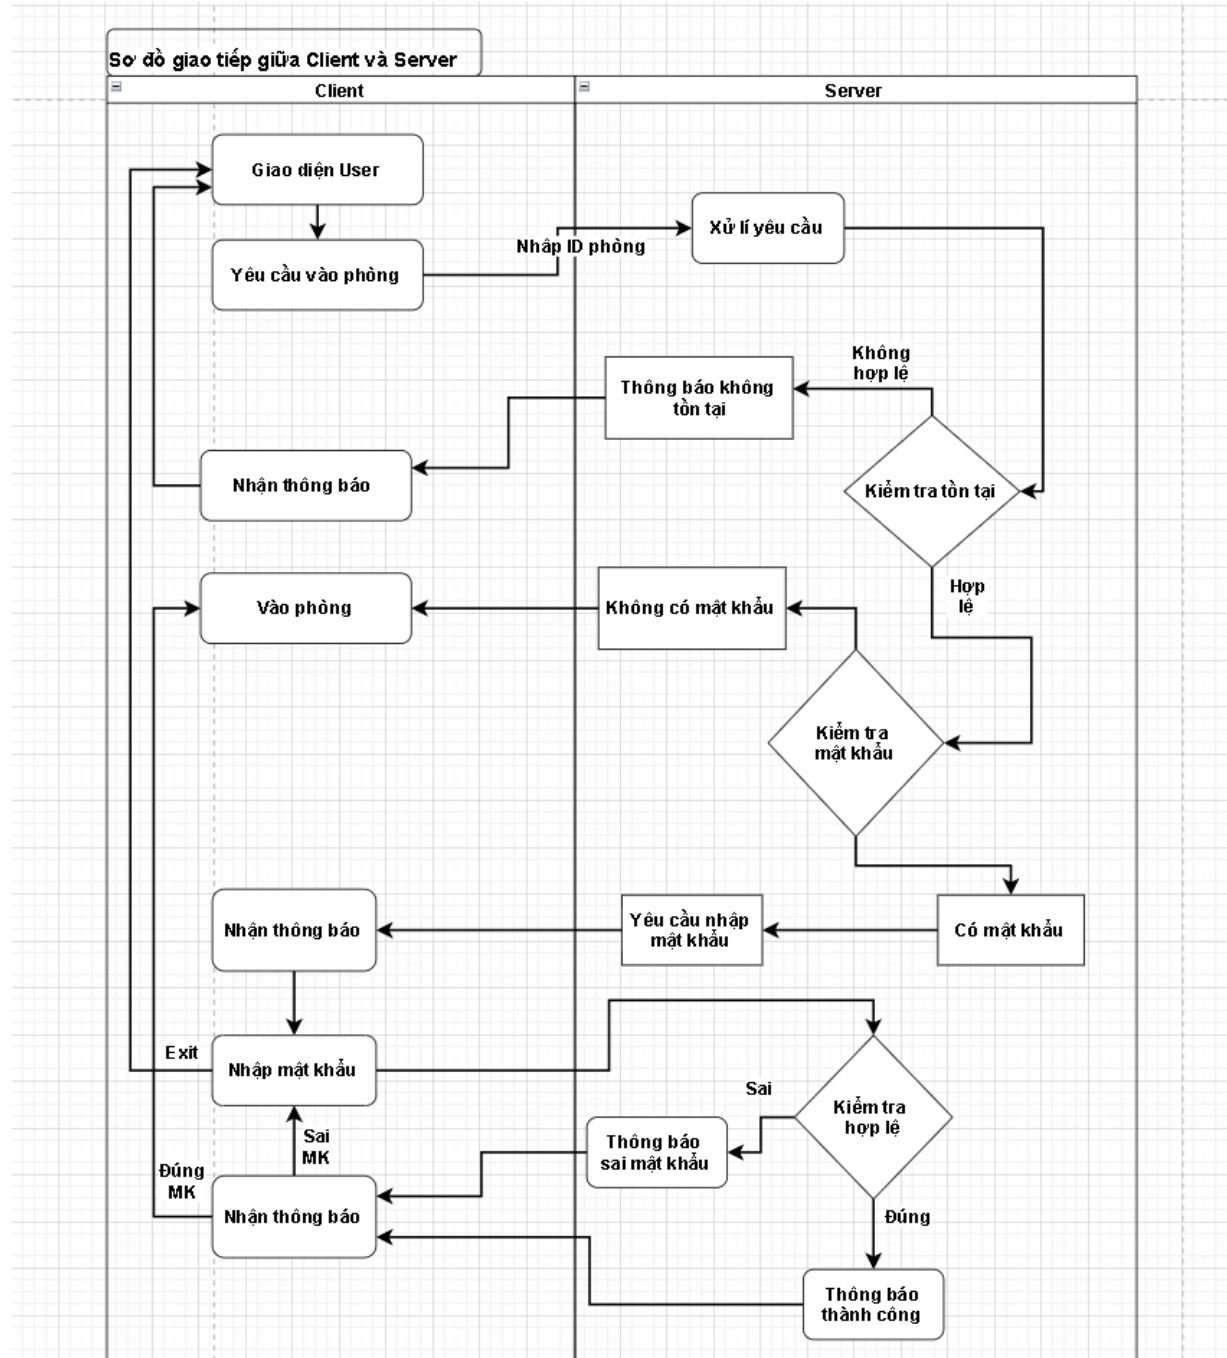 Sơ đồ giao tiếp giữa Client và Server
Client
Server
Giao diện User
Xử lí yêu cầu
Nhâp ID phòng
Yêu cầu vào phòng
Không
hợp lệ
Thông báo không
tồn tại
Nhận thông báo
Kiểm tra tồn tại
Hợp
lệ
Vào phòng
Không có mật khẩu
Kiểm tra
mật khẩu
Nhận thông báo
Yêu cầu nhập
mật khẩu
Có mật khẩu
Exit
Nhập mật khẩu
Sai
Kiểm tra
hợp lệ
Sai
MK
Thông báo
sai mật khẩu
Đúng
MK
Nhận thông báo
Đúng
Thông báo
thành công